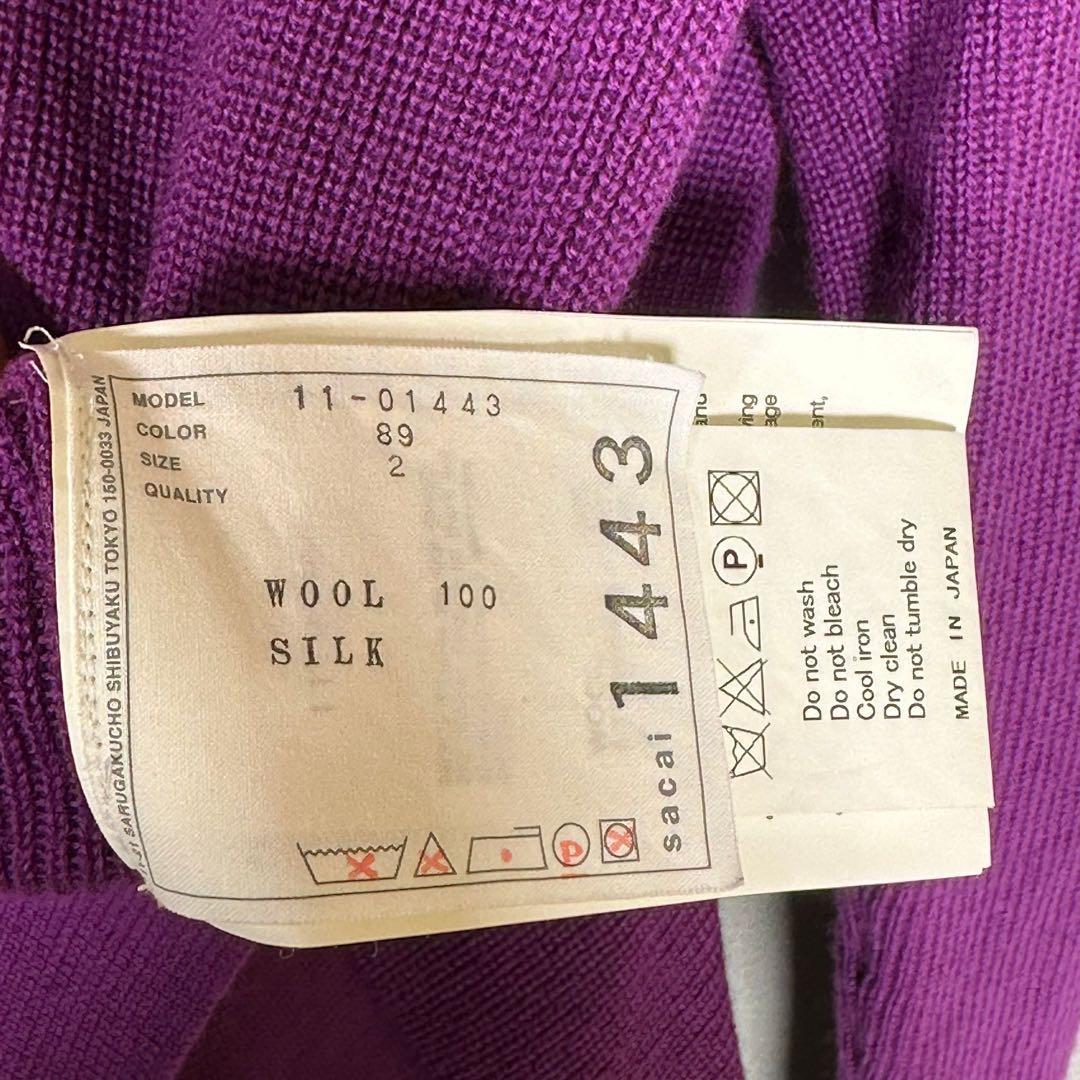 MODEL 11-01443
COLOR 89
SIZE 2
QUALITY
WOOL 100
SILK
SARUGAKUCHO SHIBUYAKU TOKYO 150-0033 JAPAN
sacai 1443
P
P
Do not wash
Do not bleach
Cool iron
Dry clean
Do not tumble dry
MADE IN JAPAN